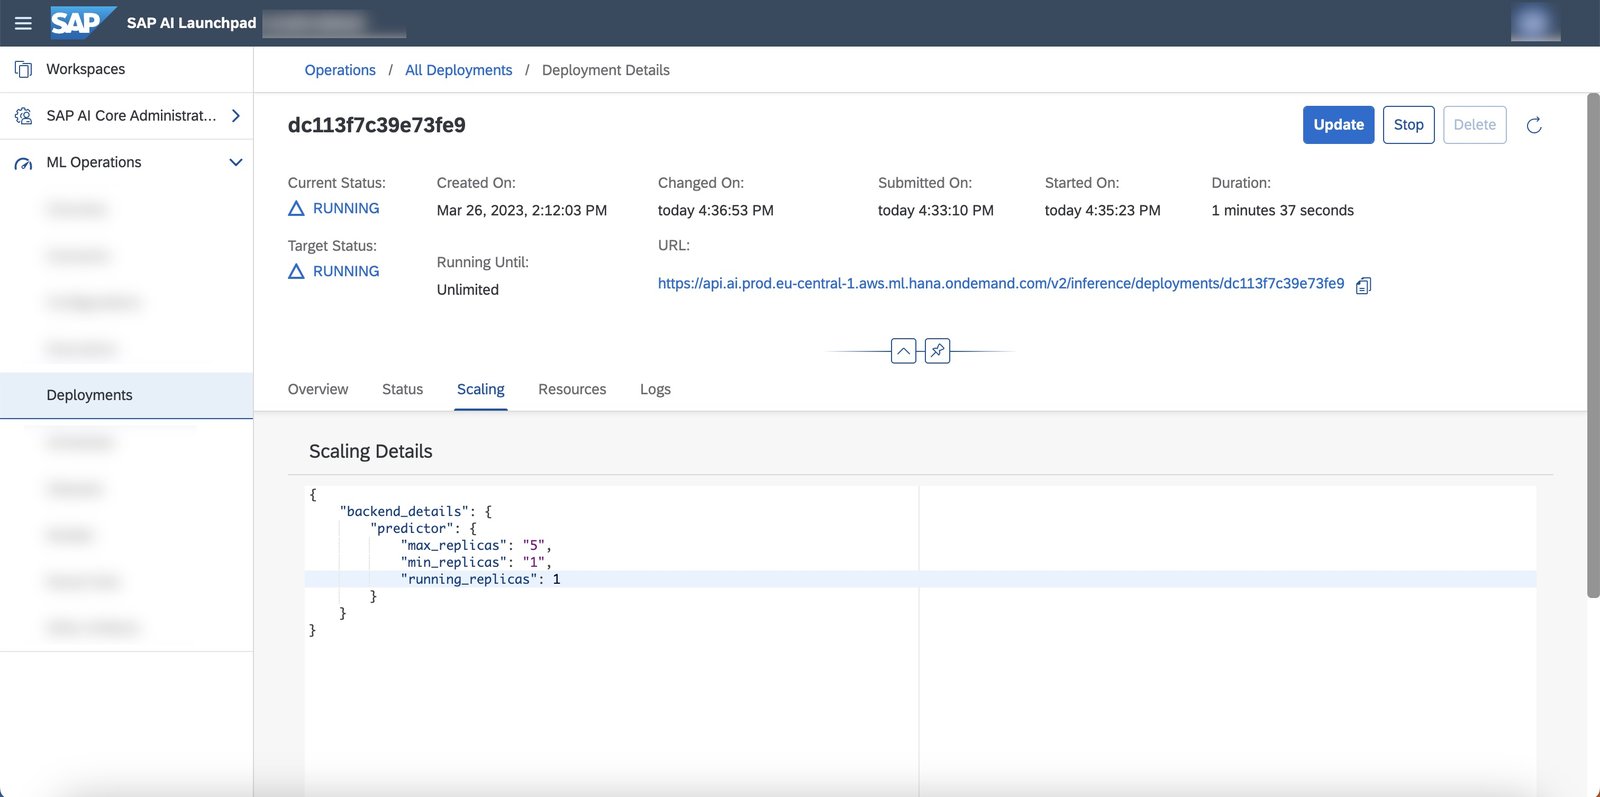 SAP SAP AI Launchpad
Workspaces
SAP AI Core Administrat...
ML Operations
Deployments
Operations / All Deployments / Deployment Details
dc113f7c39e73fe9
Update Stop Delete
Current Status:
RUNNING
Target Status:
RUNNING
Created On:
Mar 26, 2023, 2:12:03 PM
Running Until:
Unlimited
Changed On:
today 4:36:53 PM
Submitted On:
today 4:33:10 PM
Started On:
today 4:35:23 PM
Duration:
1 minutes 37 seconds
URL:
https://api.ai.prod.eu-central-1.aws.ml.hana.ondemand.com/v2/inference/deployments/dc113f7c39e73fe9
Overview Status Scaling Resources Logs
Scaling Details
{
"backend_details": {
"predictor": {
"max_replicas": "5",
"min_replicas": "1",
"running_replicas": 1
}
}
}